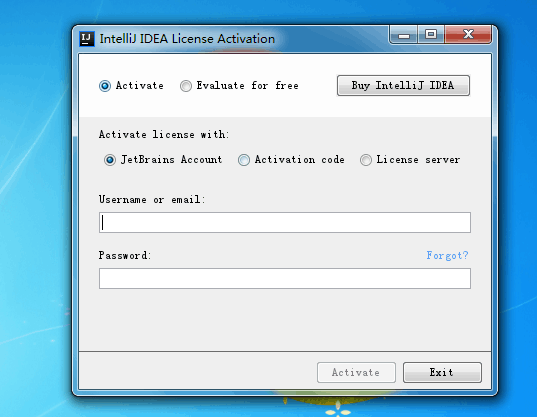 IJ IntelliJ IDEA License Activation
Activate Evaluate for free Buy IntelliJ IDEA
Activate license with:
JetBrains Account Activation code License server
Username or email:
Password: Forgot?
Activate Exit